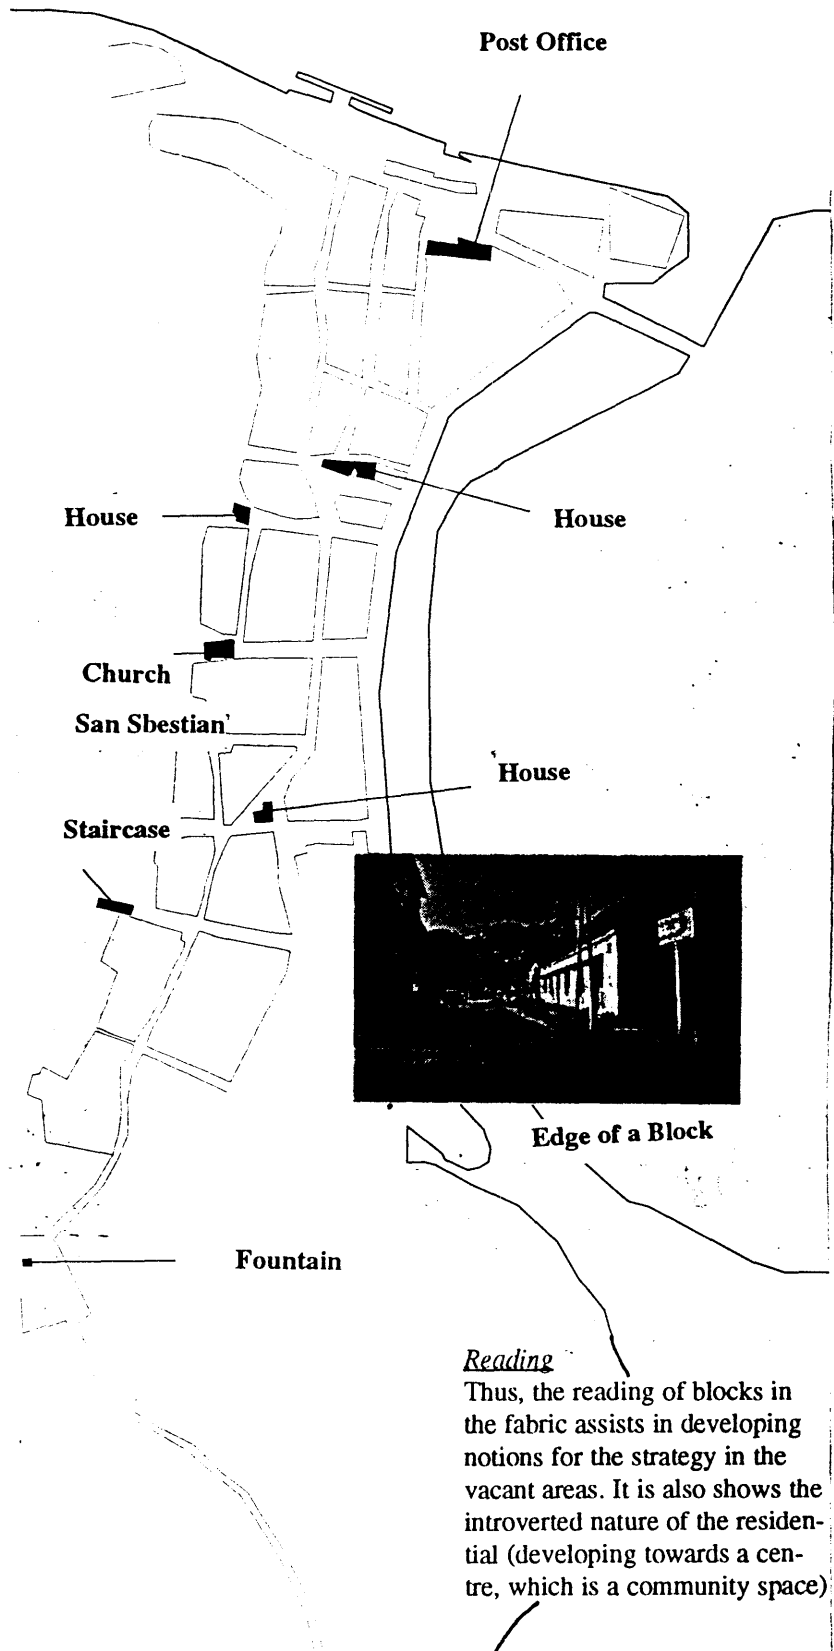 Post Office
House
House
Church
San Sbestian
House
Staircase
Edge of a Block
Fountain
Reading
Thus, the reading of blocks in
the fabric assists in developing
notions for the strategy in the
vacant areas. It is also shows the
introverted nature of the residen-
tial (developing towards a cen-
tre, which is a community space)